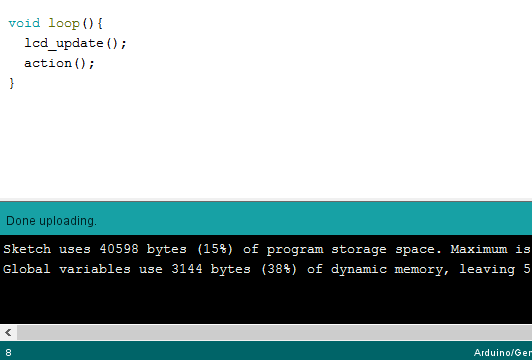 void loop(){
lcd_update();
action();
}
Done uploading.
Sketch uses 40598 bytes (15%) of program storage space. Maximum is
Global variables use 3144 bytes (38%) of dynamic memory, leaving 5
8
Arduino/Gen